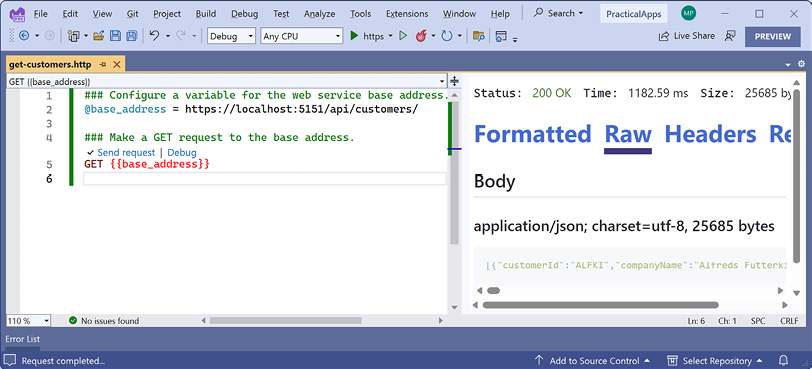 File Edit View Git Project Build Debug Test Analyze Tools Extensions Window Help Search PracticalApps MP
Debug Any CPU https Live Share PREVIEW
get-customers.http
GET {{base_address}}
1 ### Configure a variable for the web service base address.
2 @base_address = https://localhost:5151/api/customers/
3
4 ### Make a GET request to the base address.
Send request | Debug
5 GET {{base_address}}
6
Status: 200 OK Time: 1182.59 ms Size: 25685 by
Formatted Raw Headers Re
Body
application/json; charset=utf-8, 25685 bytes
[{"customerId":"ALFKI","companyName":"Alfreds Futterki
110 % No issues found Ln: 6 Ch: 1 SPC CRLF
Error List
Request completed... Add to Source Control Select Repository